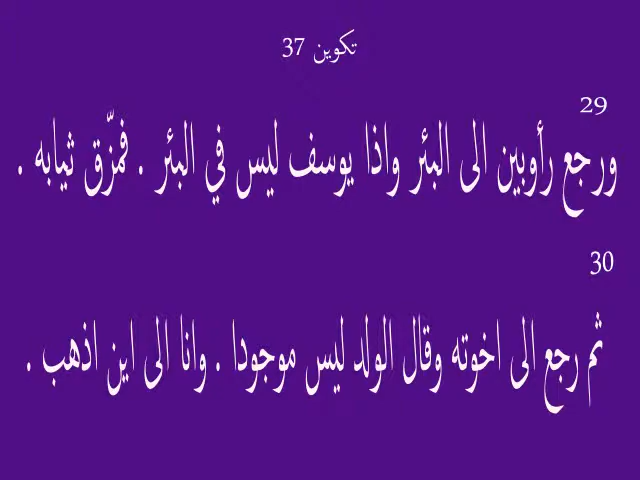 تكوين 37
29
ورجع رأوبين الى البئر واذا يوسف ليس في البئر . فمزّق ثيابه .
30
ثم رجع الى اخوته وقال الولد ليس موجودا . وانا الى اين اذهب .